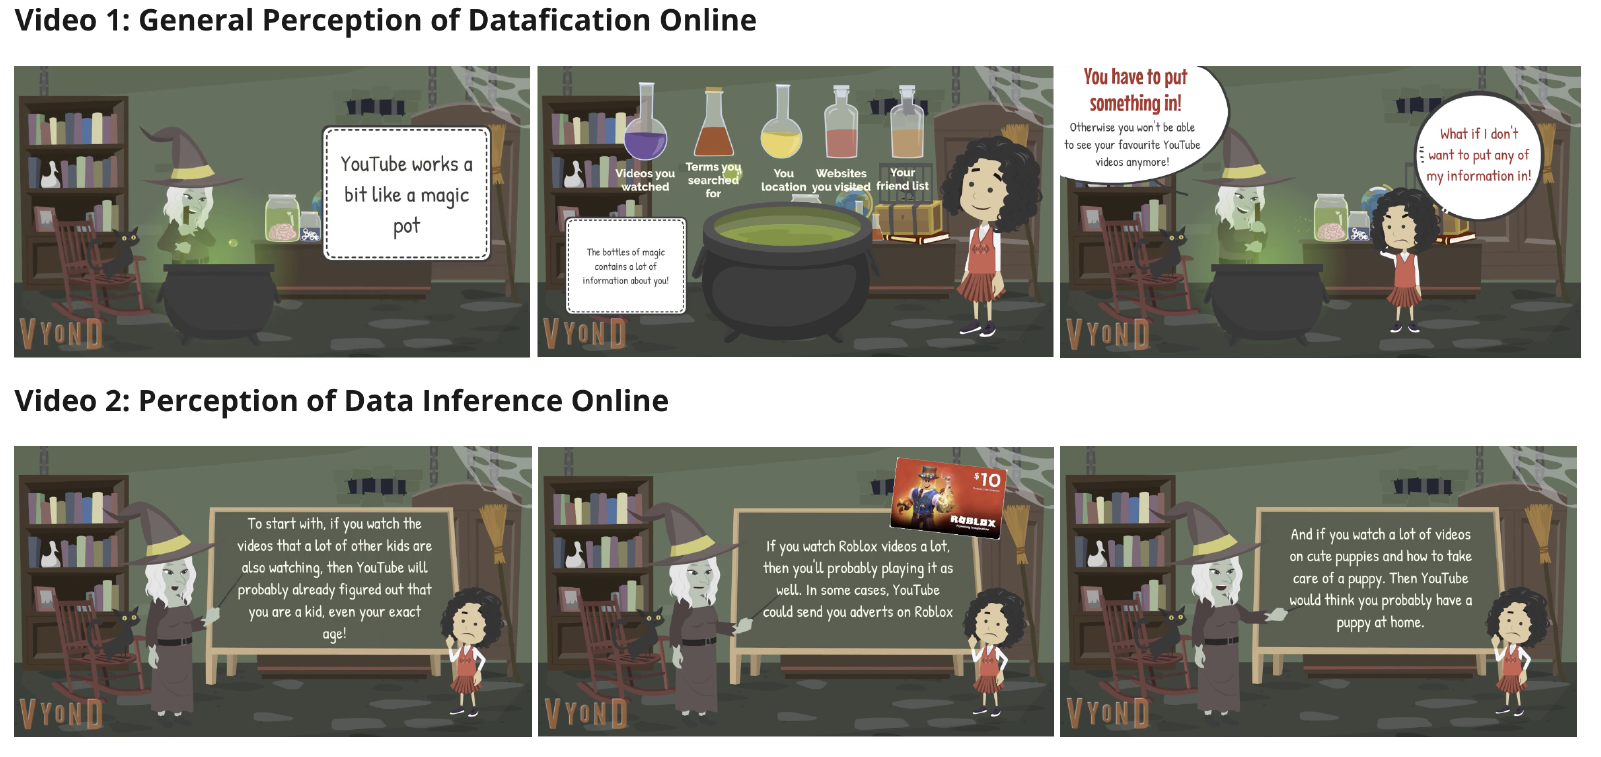 Video 1: General Perception of Datafication Online
YouTube works a
bit like a magic
pot
VYOND
Videos you
watched
Terms you
searched
for
You
location
Websites
you visited
Your
friend list
The bottles of magic
contains a lot of
information about you!
VYOND
You have to put
something in!
Otherwise you won't be able
to see your favourite YouTube
videos anymore!
What if I don't
want to put any of
my information in!
VYOND
Video 2: Perception of Data Inference Online
To start with, if you watch the
videos that a lot of other kids are
also watching, then YouTube will
probably already figured out that
you are a kid, even your exact
age!
VYOND
$10
ROBLOX
If you watch Roblox videos a lot,
then you'll probably playing it as
well. In some cases, YouTube
could send you adverts on Roblox
VYOND
And if you watch a lot of videos
on cute puppies and how to take
care of a puppy. Then YouTube
would think you probably have a
puppy at home.
VYOND